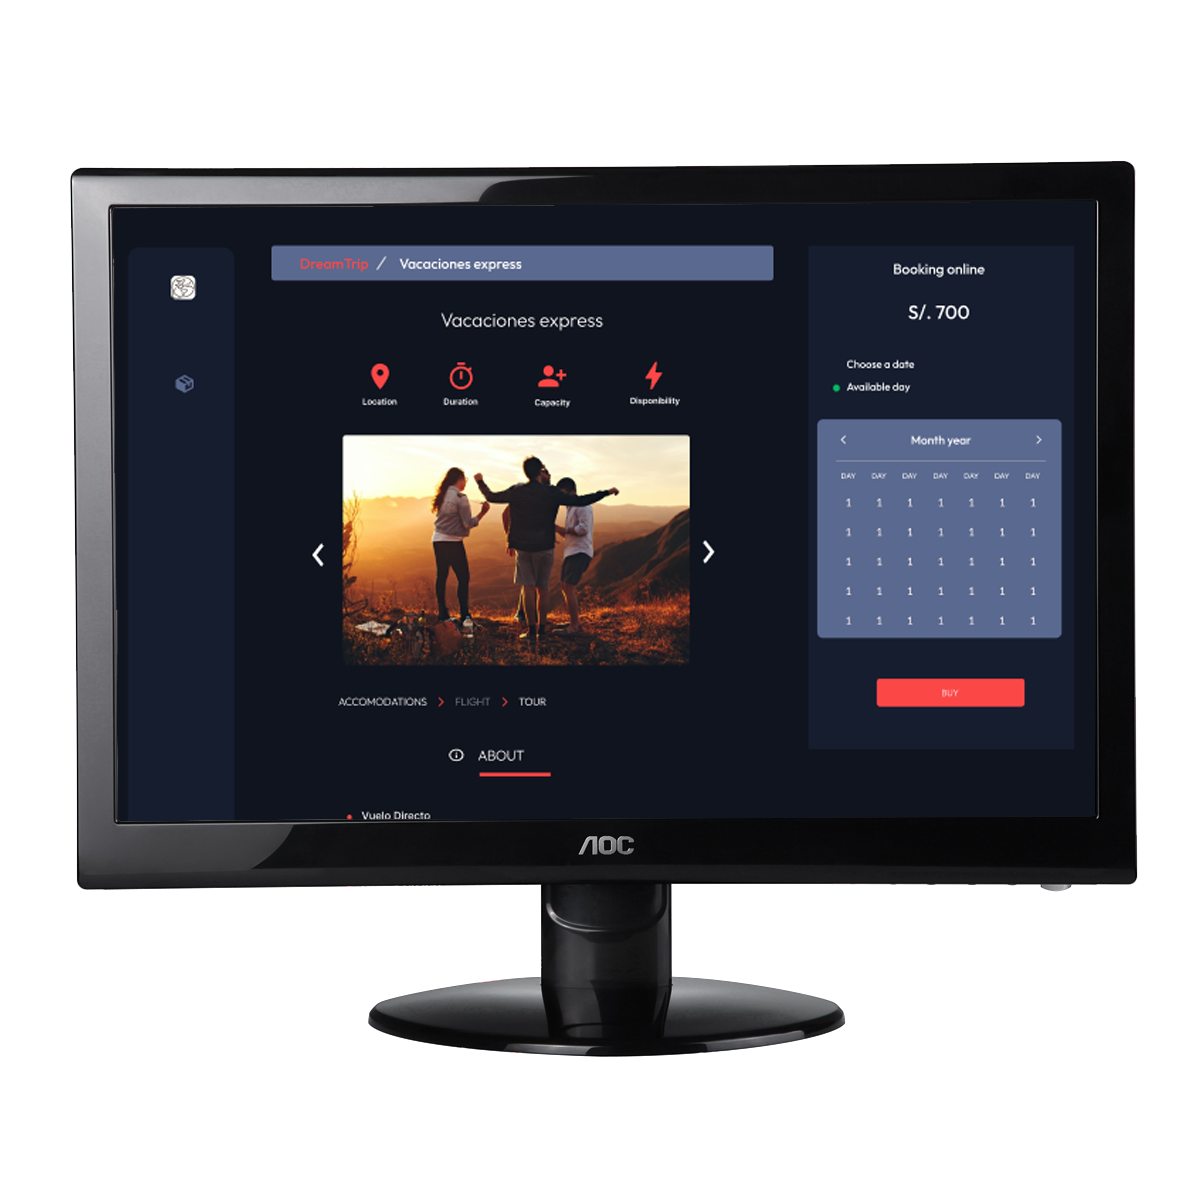 DreamTrip / Vacaciones express
Vacaciones express
Location Duration Capacity Disponibility
ACCOMODATIONS > FLIGHT > TOUR
ABOUT
Vuelo Directo
Booking online
S/. 700
Choose a date
Available day
< Month year >
DAY DAY DAY DAY DAY DAY DAY
1 1 1 1 1 1 1
1 1 1 1 1 1 1
1 1 1 1 1 1 1
1 1 1 1 1 1 1
1 1 1 1 1 1 1
BUY
AOC